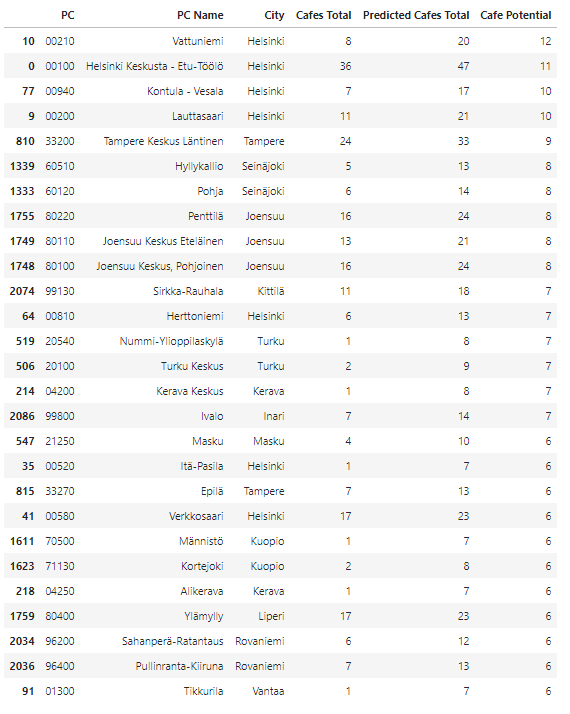 PC PC Name City Cafes Total Predicted Cafes Total Cafe Potential
10 00210 Vattuniemi Helsinki 8 20 12
0 00100 Helsinki Keskusta - Etu-Töölö Helsinki 36 47 11
77 00940 Kontula - Vesala Helsinki 7 17 10
9 00200 Lauttasaari Helsinki 11 21 10
810 33200 Tampere Keskus Läntinen Tampere 24 33 9
1339 60510 Hyllykallio Seinäjoki 5 13 8
1333 60120 Pohja Seinäjoki 6 14 8
1755 80220 Penttilä Joensuu 16 24 8
1749 80110 Joensuu Keskus Eteläinen Joensuu 13 21 8
1748 80100 Joensuu Keskus, Pohjoinen Joensuu 16 24 8
2074 99130 Sirkka-Rauhala Kittilä 11 18 7
64 00810 Herttoniemi Helsinki 6 13 7
519 20540 Nummi-Ylioppilaskylä Turku 1 8 7
506 20100 Turku Keskus Turku 2 9 7
214 04200 Kerava Keskus Kerava 1 8 7
2086 99800 Ivalo Inari 7 14 7
547 21250 Masku Masku 4 10 6
35 00520 Itä-Pasila Helsinki 1 7 6
815 33270 Epilä Tampere 7 13 6
41 00580 Verkkosaari Helsinki 17 23 6
1611 70500 Männistö Kuopio 1 7 6
1623 71130 Kortejoki Kuopio 2 8 6
218 04250 Alikerava Kerava 1 7 6
1759 80400 Ylämylly Liperi 17 23 6
2034 96200 Sahanperä-Ratantaus Rovaniemi 6 12 6
2036 96400 Pullinranta-Kiiruna Rovaniemi 7 13 6
91 01300 Tikkurila Vantaa 1 7 6